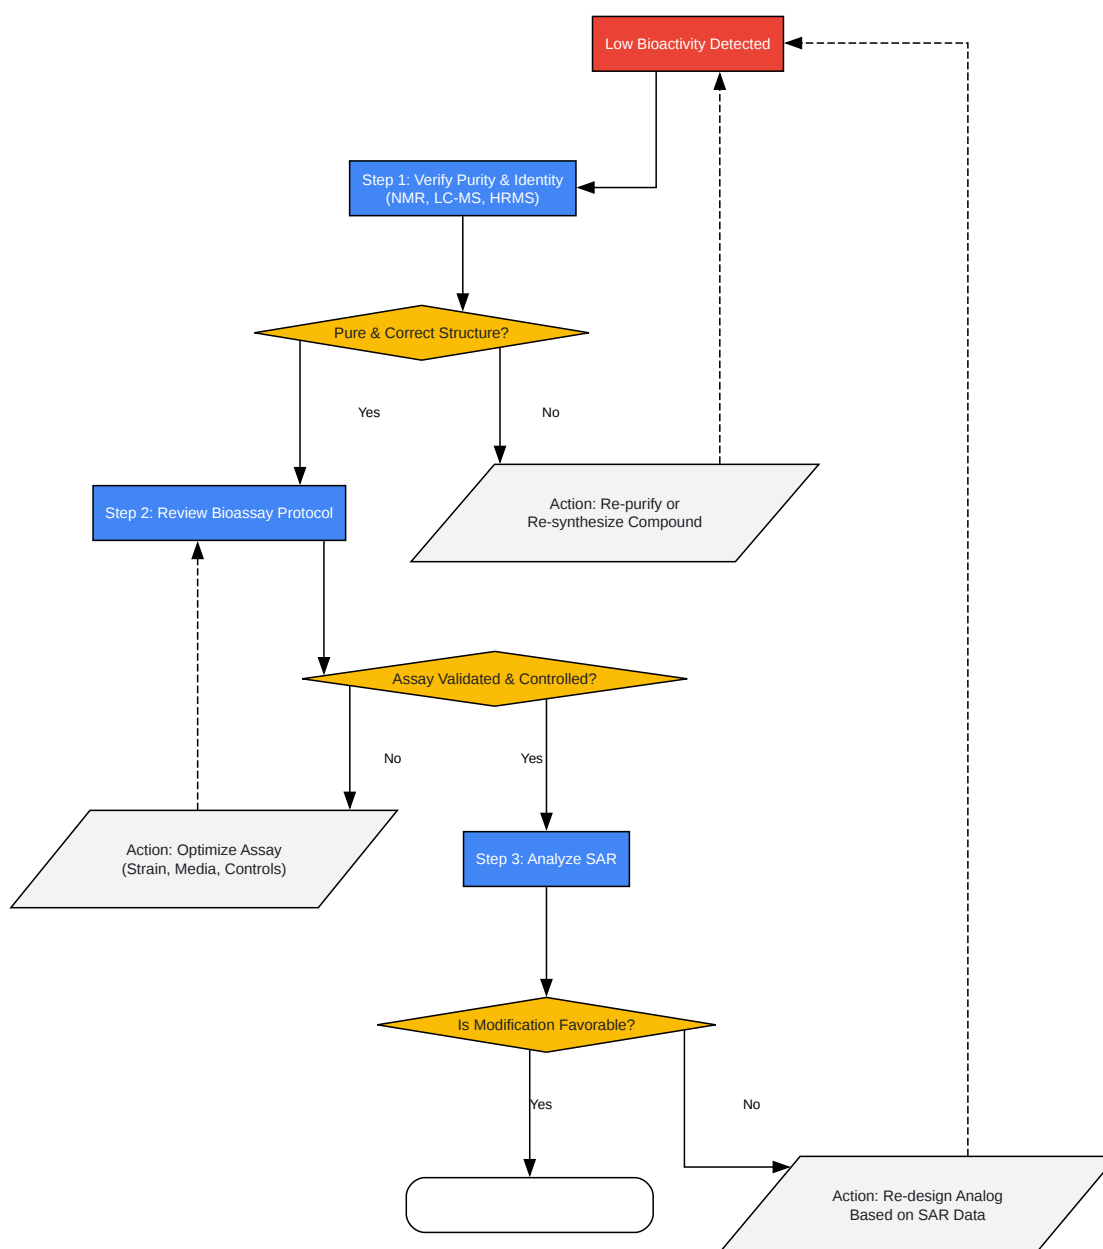 Low Bioactivity Detected
Step 1: Verify Purity & Identity
(NMR, LC-MS, HRMS)
Pure & Correct Structure?
Yes
No
Action: Re-purify or
Re-synthesize Compound
Step 2: Review Bioassay Protocol
Assay Validated & Controlled?
No
Yes
Action: Optimize Assay
(Strain, Media, Controls)
Step 3: Analyze SAR
Is Modification Favorable?
Yes
No
Action: Re-design Analog
Based on SAR Data